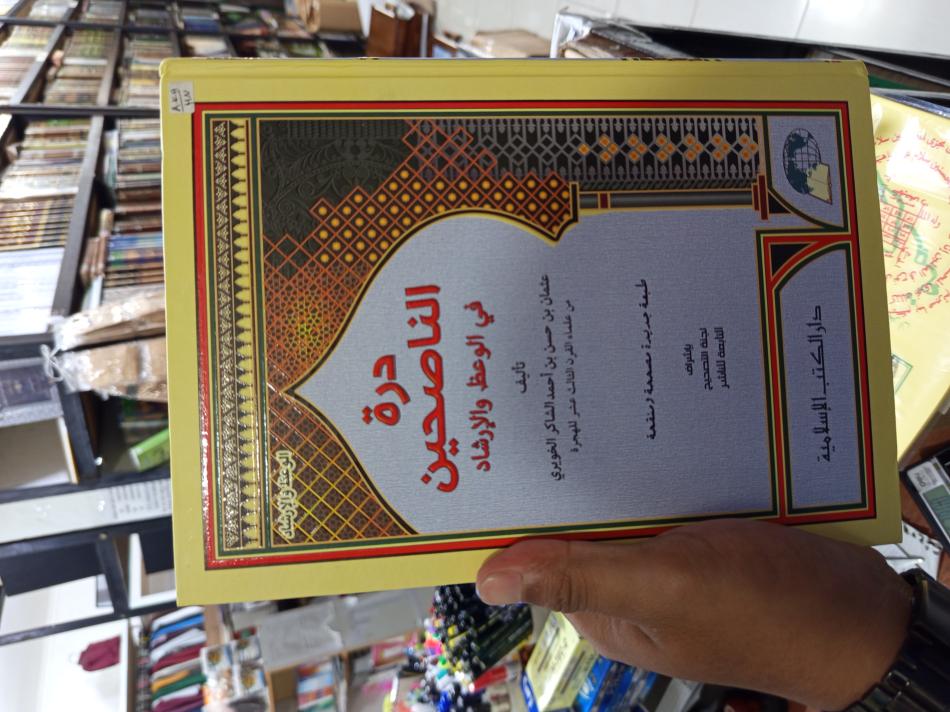 الوعظ والإرشاد
درة
الناصحين
في الوعظ والإرشاد
تأليف
عثمان بن حسن بن أحمد الشاكر الخويري
من علماء القرن الثالث عشر للهجرة
طبعة جديدة مصححة ومنقحة
بإشراف
لجنة التصحيح
التابعة للناشر
دار الكتب الإسلامية